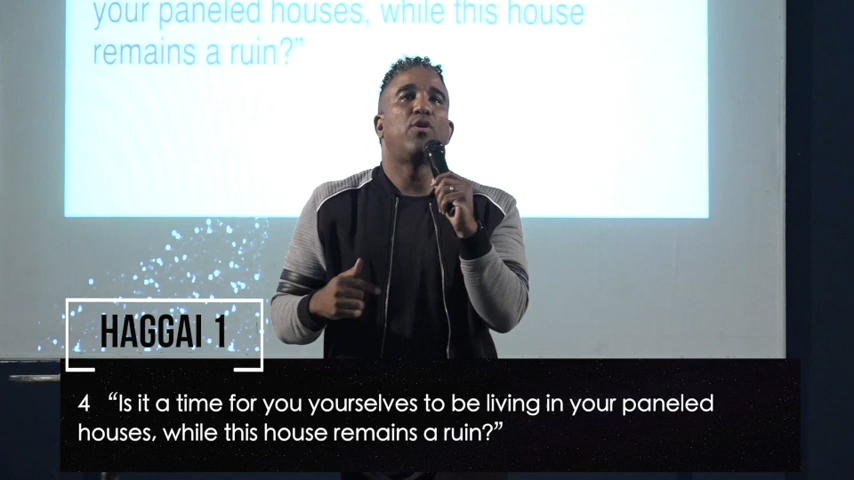 your paneled houses, while this house
remains a ruin?”
HAGGAI 1
4 “Is it a time for you yourselves to be living in your paneled
houses, while this house remains a ruin?”